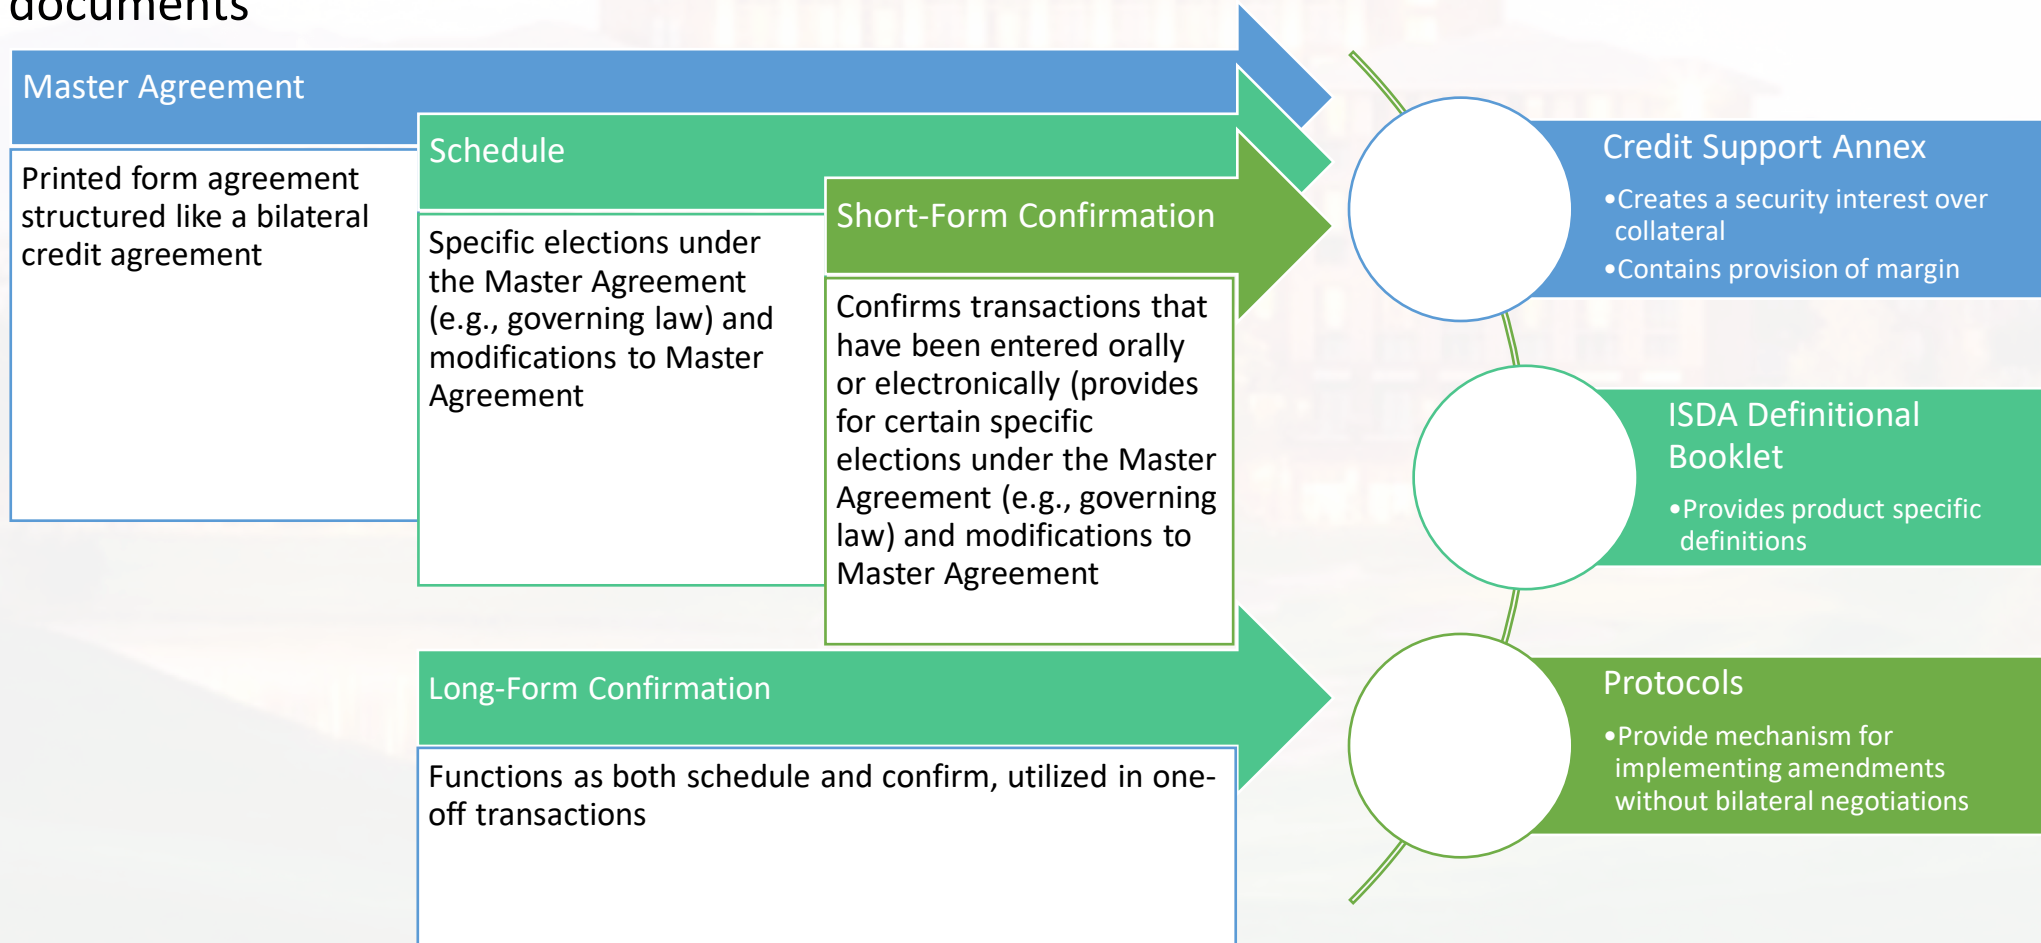 documents
Master Agreement
Printed form agreement
structured like a bilateral
credit agreement
Schedule
Specific elections under
the Master Agreement
(e.g., governing law) and
modifications to Master
Agreement
Short-Form Confirmation
Confirms transactions that
have been entered orally
or electronically (provides
for certain specific
elections under the Master
Agreement (e.g., governing
law) and modifications to
Master Agreement
Long-Form Confirmation
Functions as both schedule and confirm, utilized in one-
off transactions
Credit Support Annex
•Creates a security interest over
collateral
•Contains provision of margin
ISDA Definitional
Booklet
•Provides product specific
definitions
Protocols
•Provide mechanism for
implementing amendments
without bilateral negotiations